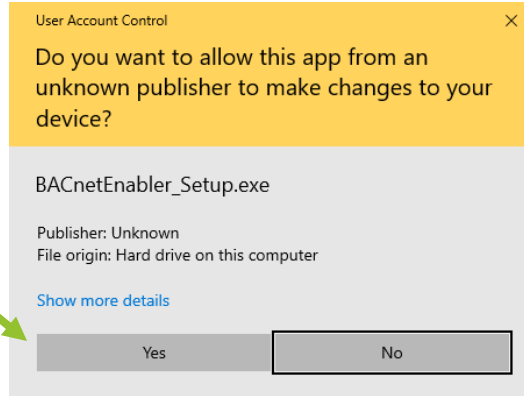 User Account Control
Do you want to allow this app from an
unknown publisher to make changes to your
device?
BACnetEnabler_Setup.exe
Publisher: Unknown
File origin: Hard drive on this computer
Show more details
Yes
No